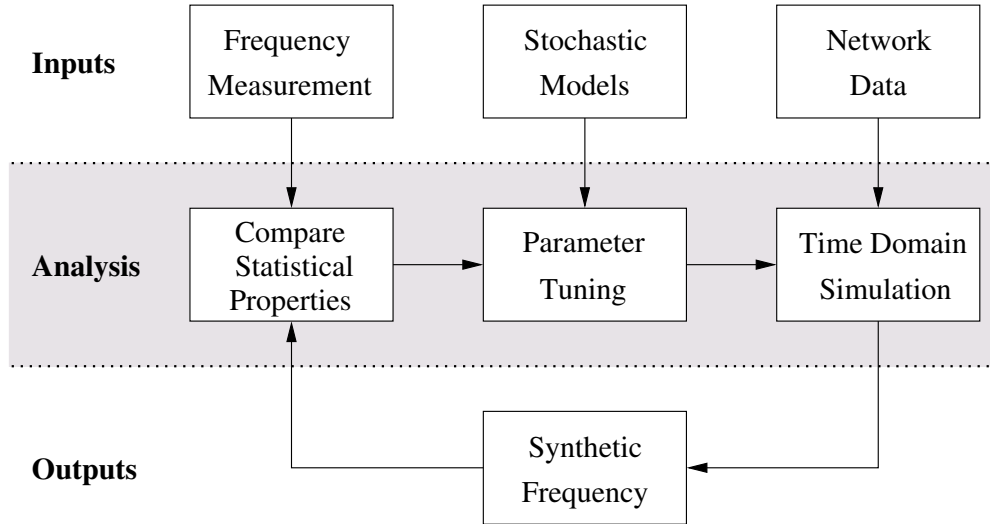 Inputs
Frequency
Measurement
Stochastic
Models
Network
Data
Analysis
Compare
Statistical
Properties
Parameter
Tuning
Time Domain
Simulation
Outputs
Synthetic
Frequency